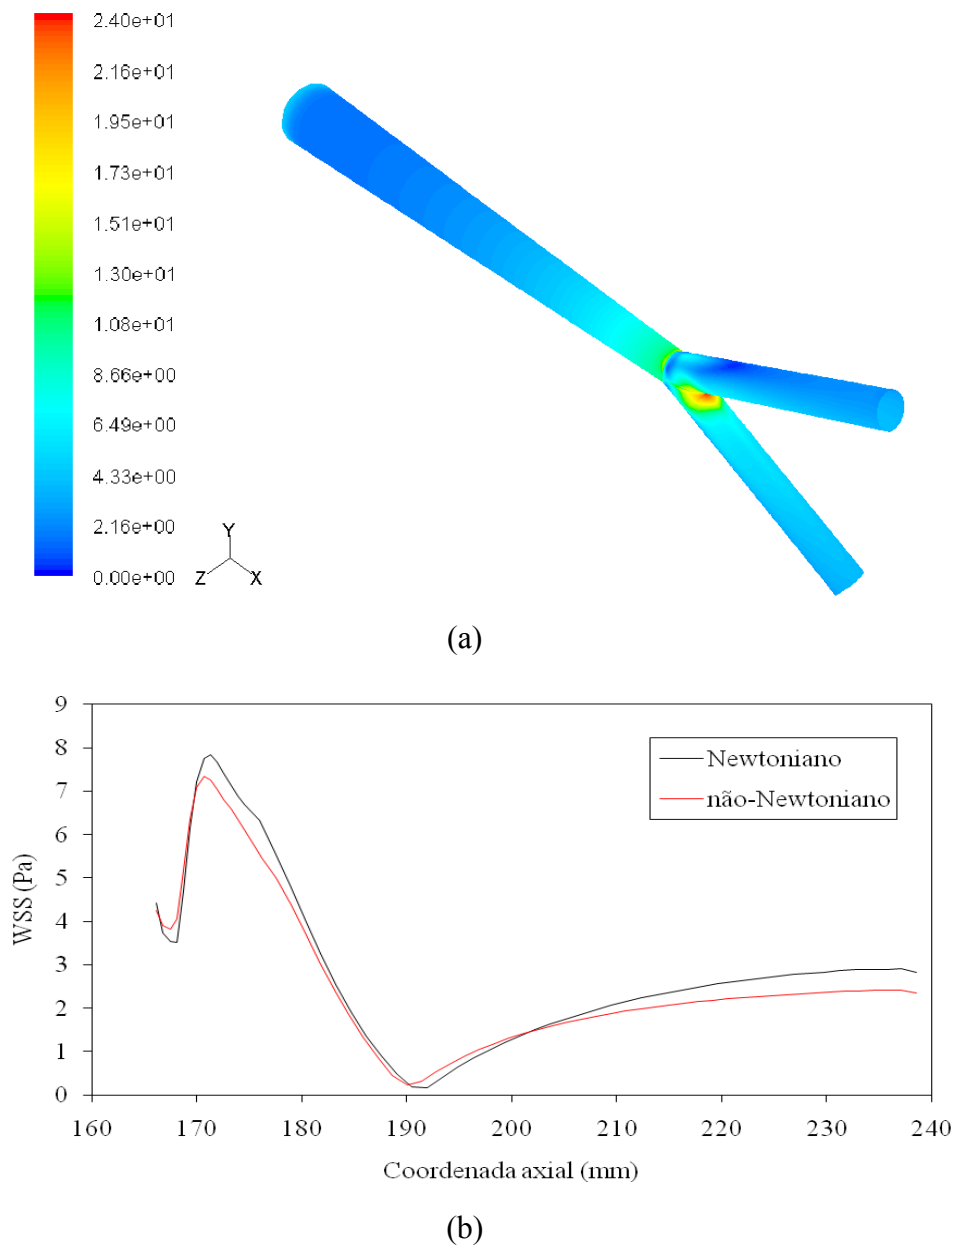 2.40e+01
2.16e+01
1.95e+01
1.73e+01
1.51e+01
1.30e+01
1.08e+01
8.66e+00
6.49e+00
4.33e+00
2.16e+00
0.00e+00
Y
Z X
(a)
9
8
7
6
5
4
3
2
1
0
WSS (Pa)
Newtoniano
não-Newtoniano
160 170 180 190 200 210 220 230 240
Coordenada axial (mm)
(b)